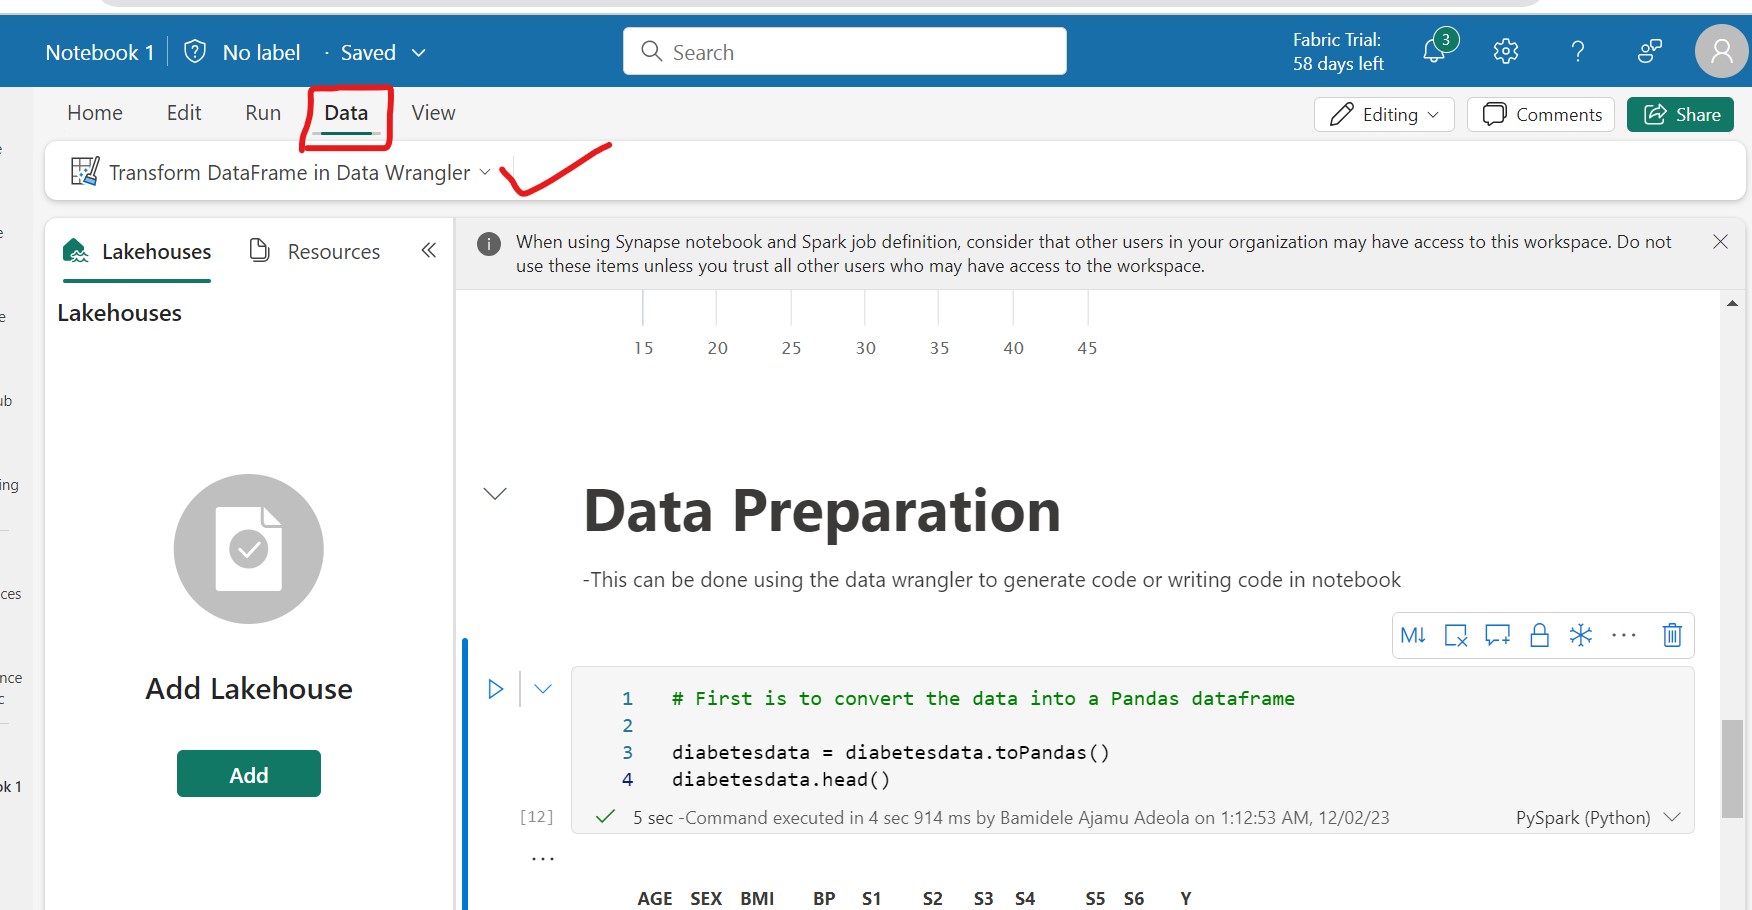 Notebook 1
No label
· Saved
Search
Fabric Trial:
58 days left
3
Home
Edit
Run
Data
View
Editing
Comments
Share
Transform DataFrame in Data Wrangler
Lakehouses
Resources
Lakehouses
When using Synapse notebook and Spark job definition, consider that other users in your organization may have access to this workspace. Do not
use these items unless you trust all other users who may have access to the workspace.
15 20 25 30 35 40 45
ub
ing
ces
nce
c
ok 1
Add Lakehouse
Add
Data Preparation
-This can be done using the data wrangler to generate code or writing code in notebook
M↓
1 # First is to convert the data into a Pandas dataframe
2
3 diabetesdata = diabetesdata.toPandas()
4 diabetesdata.head()
[12]
5 sec -Command executed in 4 sec 914 ms by Bamidele Ajamu Adeola on 1:12:53 AM, 12/02/23
PySpark (Python)
...
AGE SEX BMI BP S1 S2 S3 S4 S5 S6 Y